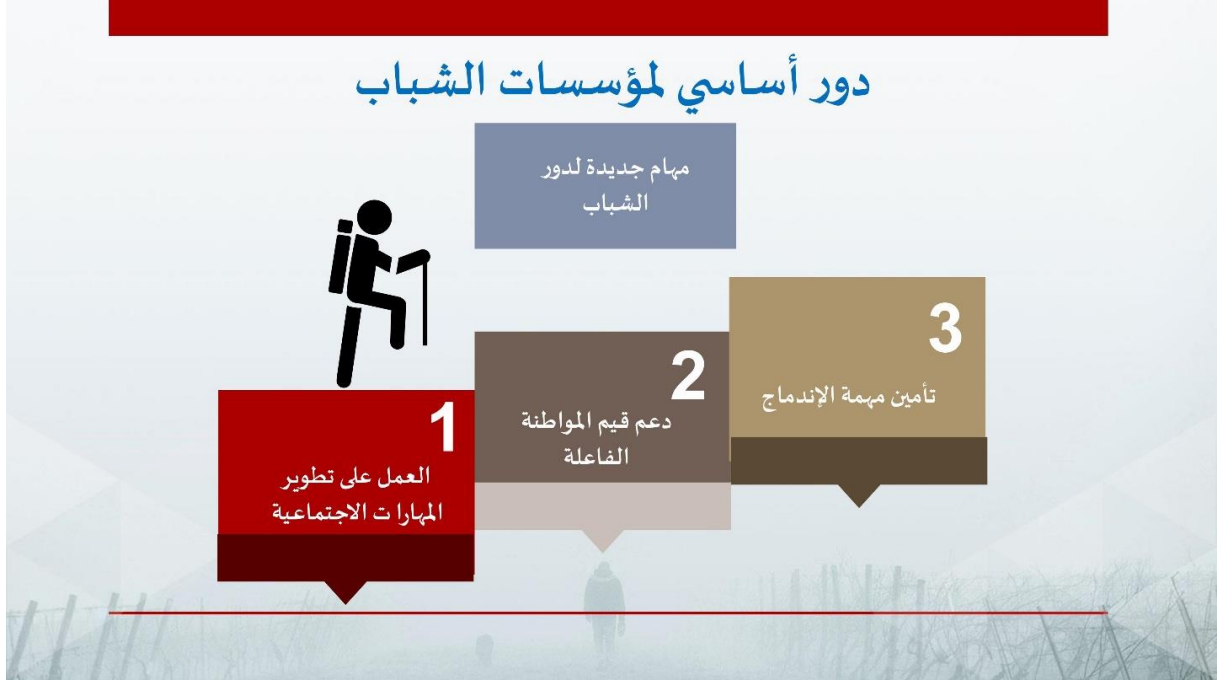 دور أساسي لمؤسسات الشباب
مهام جديدة لدور
الشباب
1
العمل على تطوير
المهارا ت الاجتماعية
2
دعم قيم المواطنة
الفاعلة
3
تأمين مهمة الإندماج